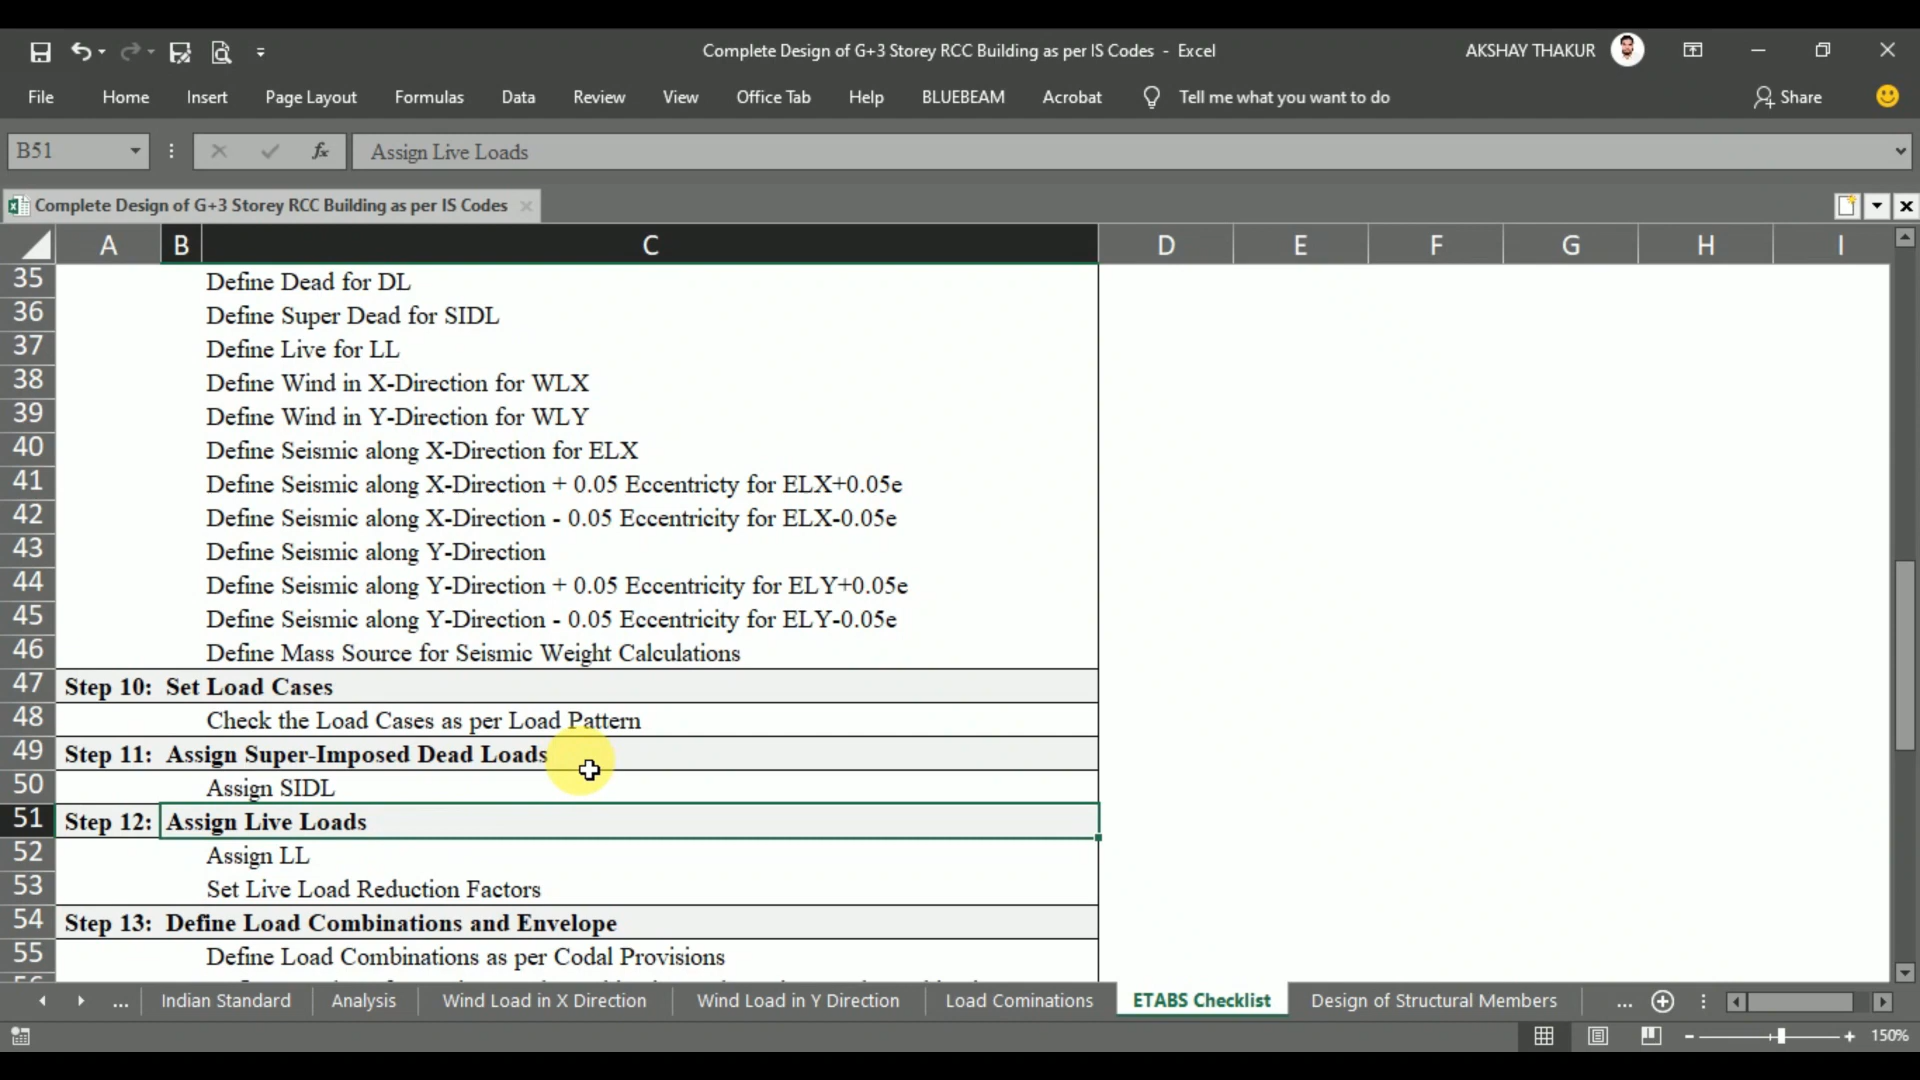 Complete Design of G+3 Storey RCC Building as per IS Codes - Excel
AKSHAY THAKUR
File Home Insert Page Layout Formulas Data Review View Office Tab Help BLUEBEAM Acrobat Tell me what you want to do Share
B51 fx Assign Live Loads
Complete Design of G+3 Storey RCC Building as per IS Codes
A B C D E F G H I
35 Define Dead for DL
36 Define Super Dead for SIDL
37 Define Live for LL
38 Define Wind in X-Direction for WLX
39 Define Wind in Y-Direction for WLY
40 Define Seismic along X-Direction for ELX
41 Define Seismic along X-Direction + 0.05 Eccentricty for ELX+0.05e
42 Define Seismic along X-Direction - 0.05 Eccentricity for ELX-0.05e
43 Define Seismic along Y-Direction
44 Define Seismic along Y-Direction + 0.05 Eccentricity for ELY+0.05e
45 Define Seismic along Y-Direction - 0.05 Eccentricity for ELY-0.05e
46 Define Mass Source for Seismic Weight Calculations
47 Step 10: Set Load Cases
48 Check the Load Cases as per Load Pattern
49 Step 11: Assign Super-Imposed Dead Loads
50 Assign SIDL
51 Step 12: Assign Live Loads
52 Assign LL
53 Set Live Load Reduction Factors
54 Step 13: Define Load Combinations and Envelope
55 Define Load Combinations as per Codal Provisions
... Indian Standard Analysis Wind Load in X Direction Wind Load in Y Direction Load Cominations ETABS Checklist Design of Structural Members ...
150%